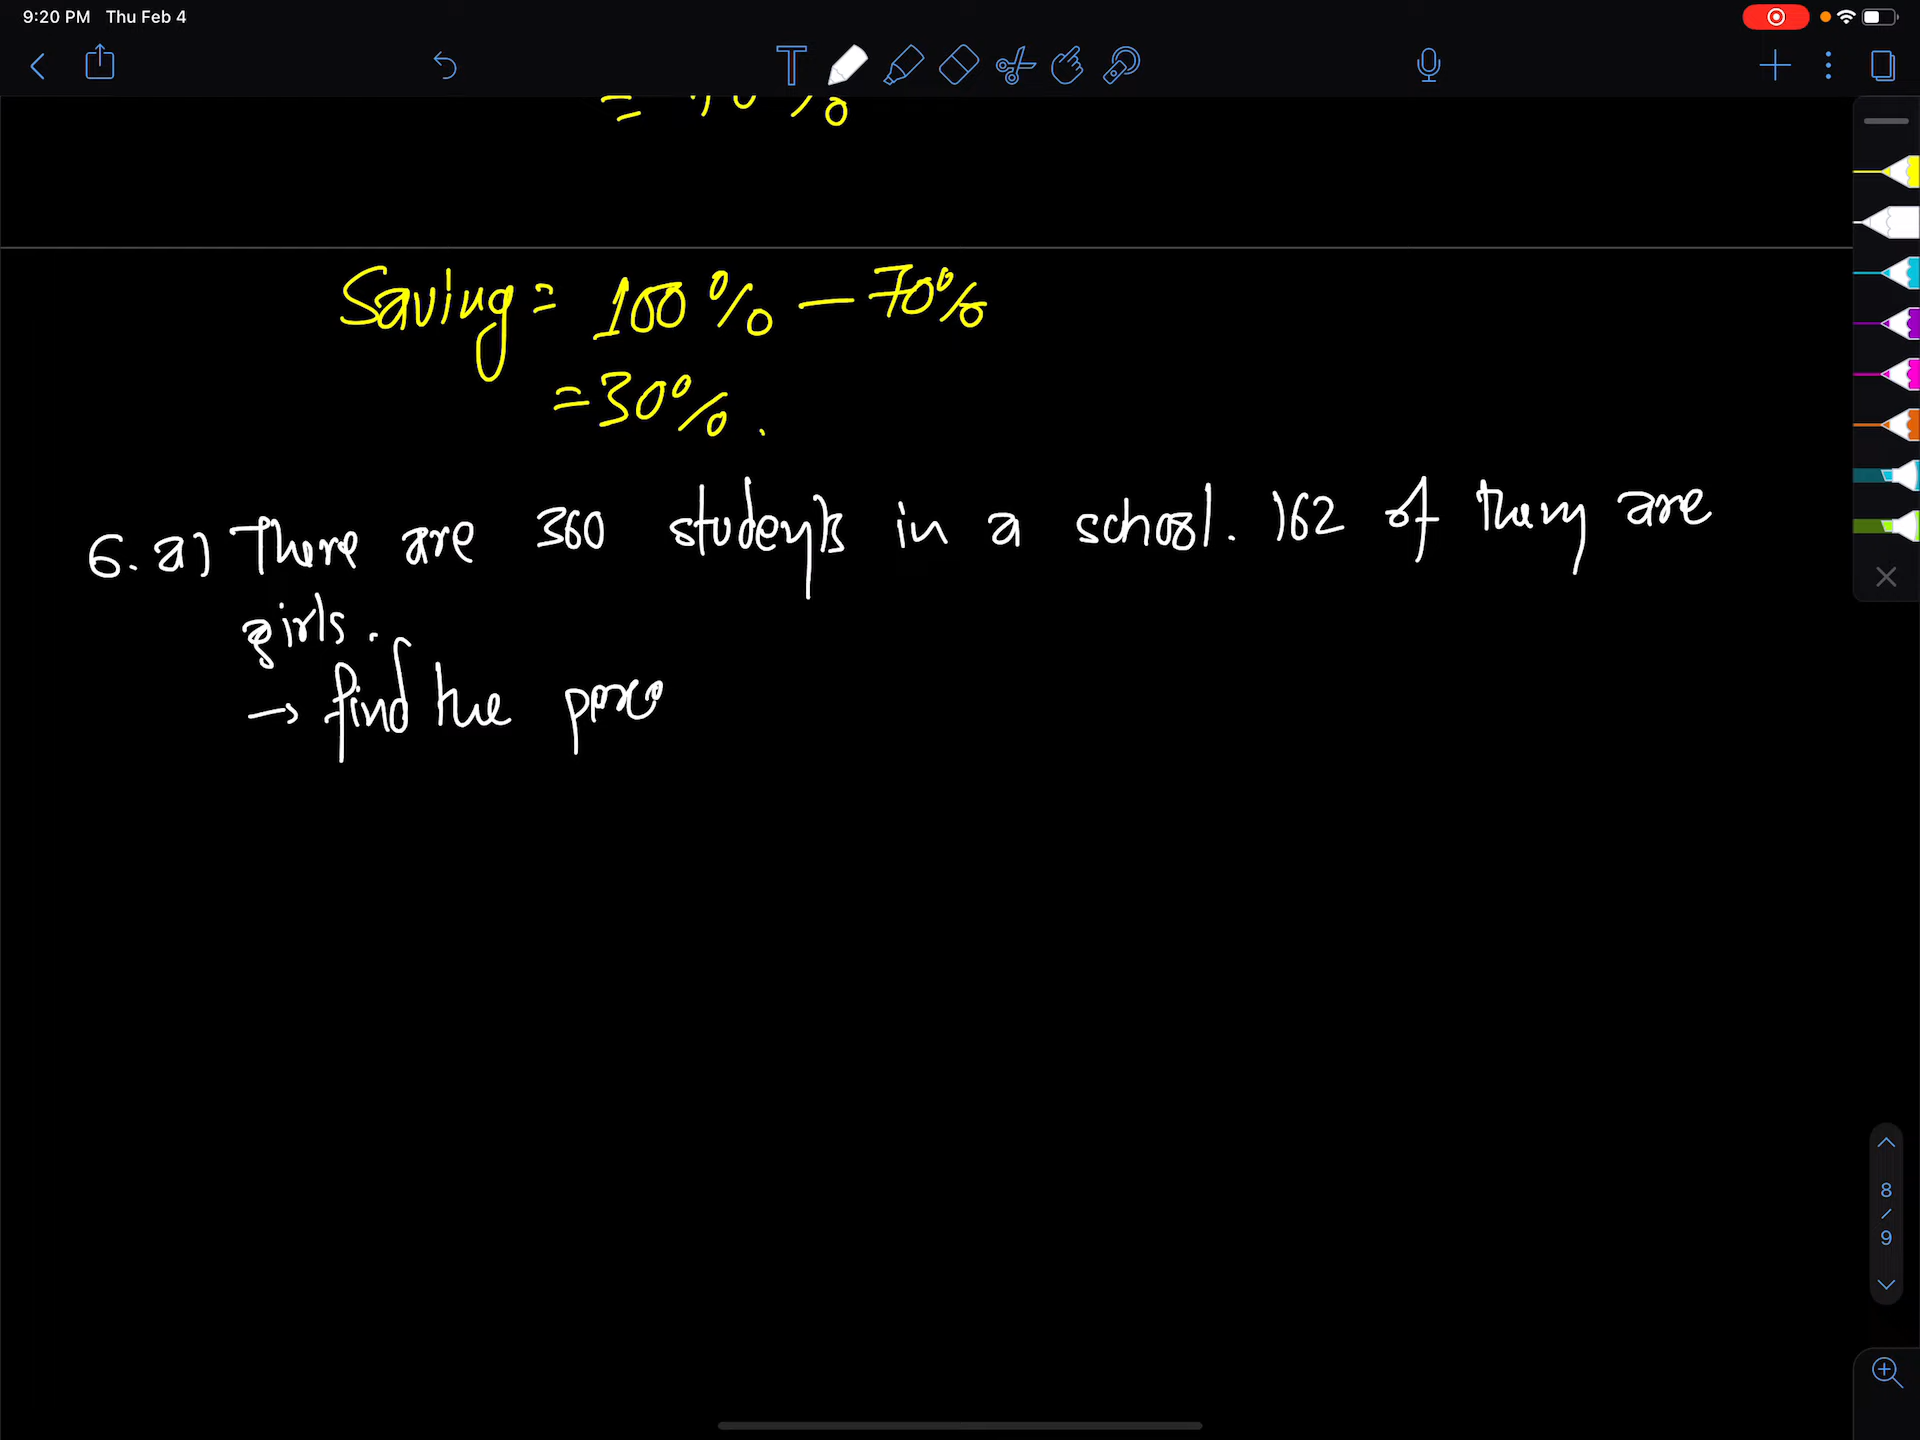 9:20 PM Thu Feb 4
Saving = 100% - 70%
= 30%.
6. a) There are 360 students in a school. 162 of them are
girls.
→ find the perce
8
/
9